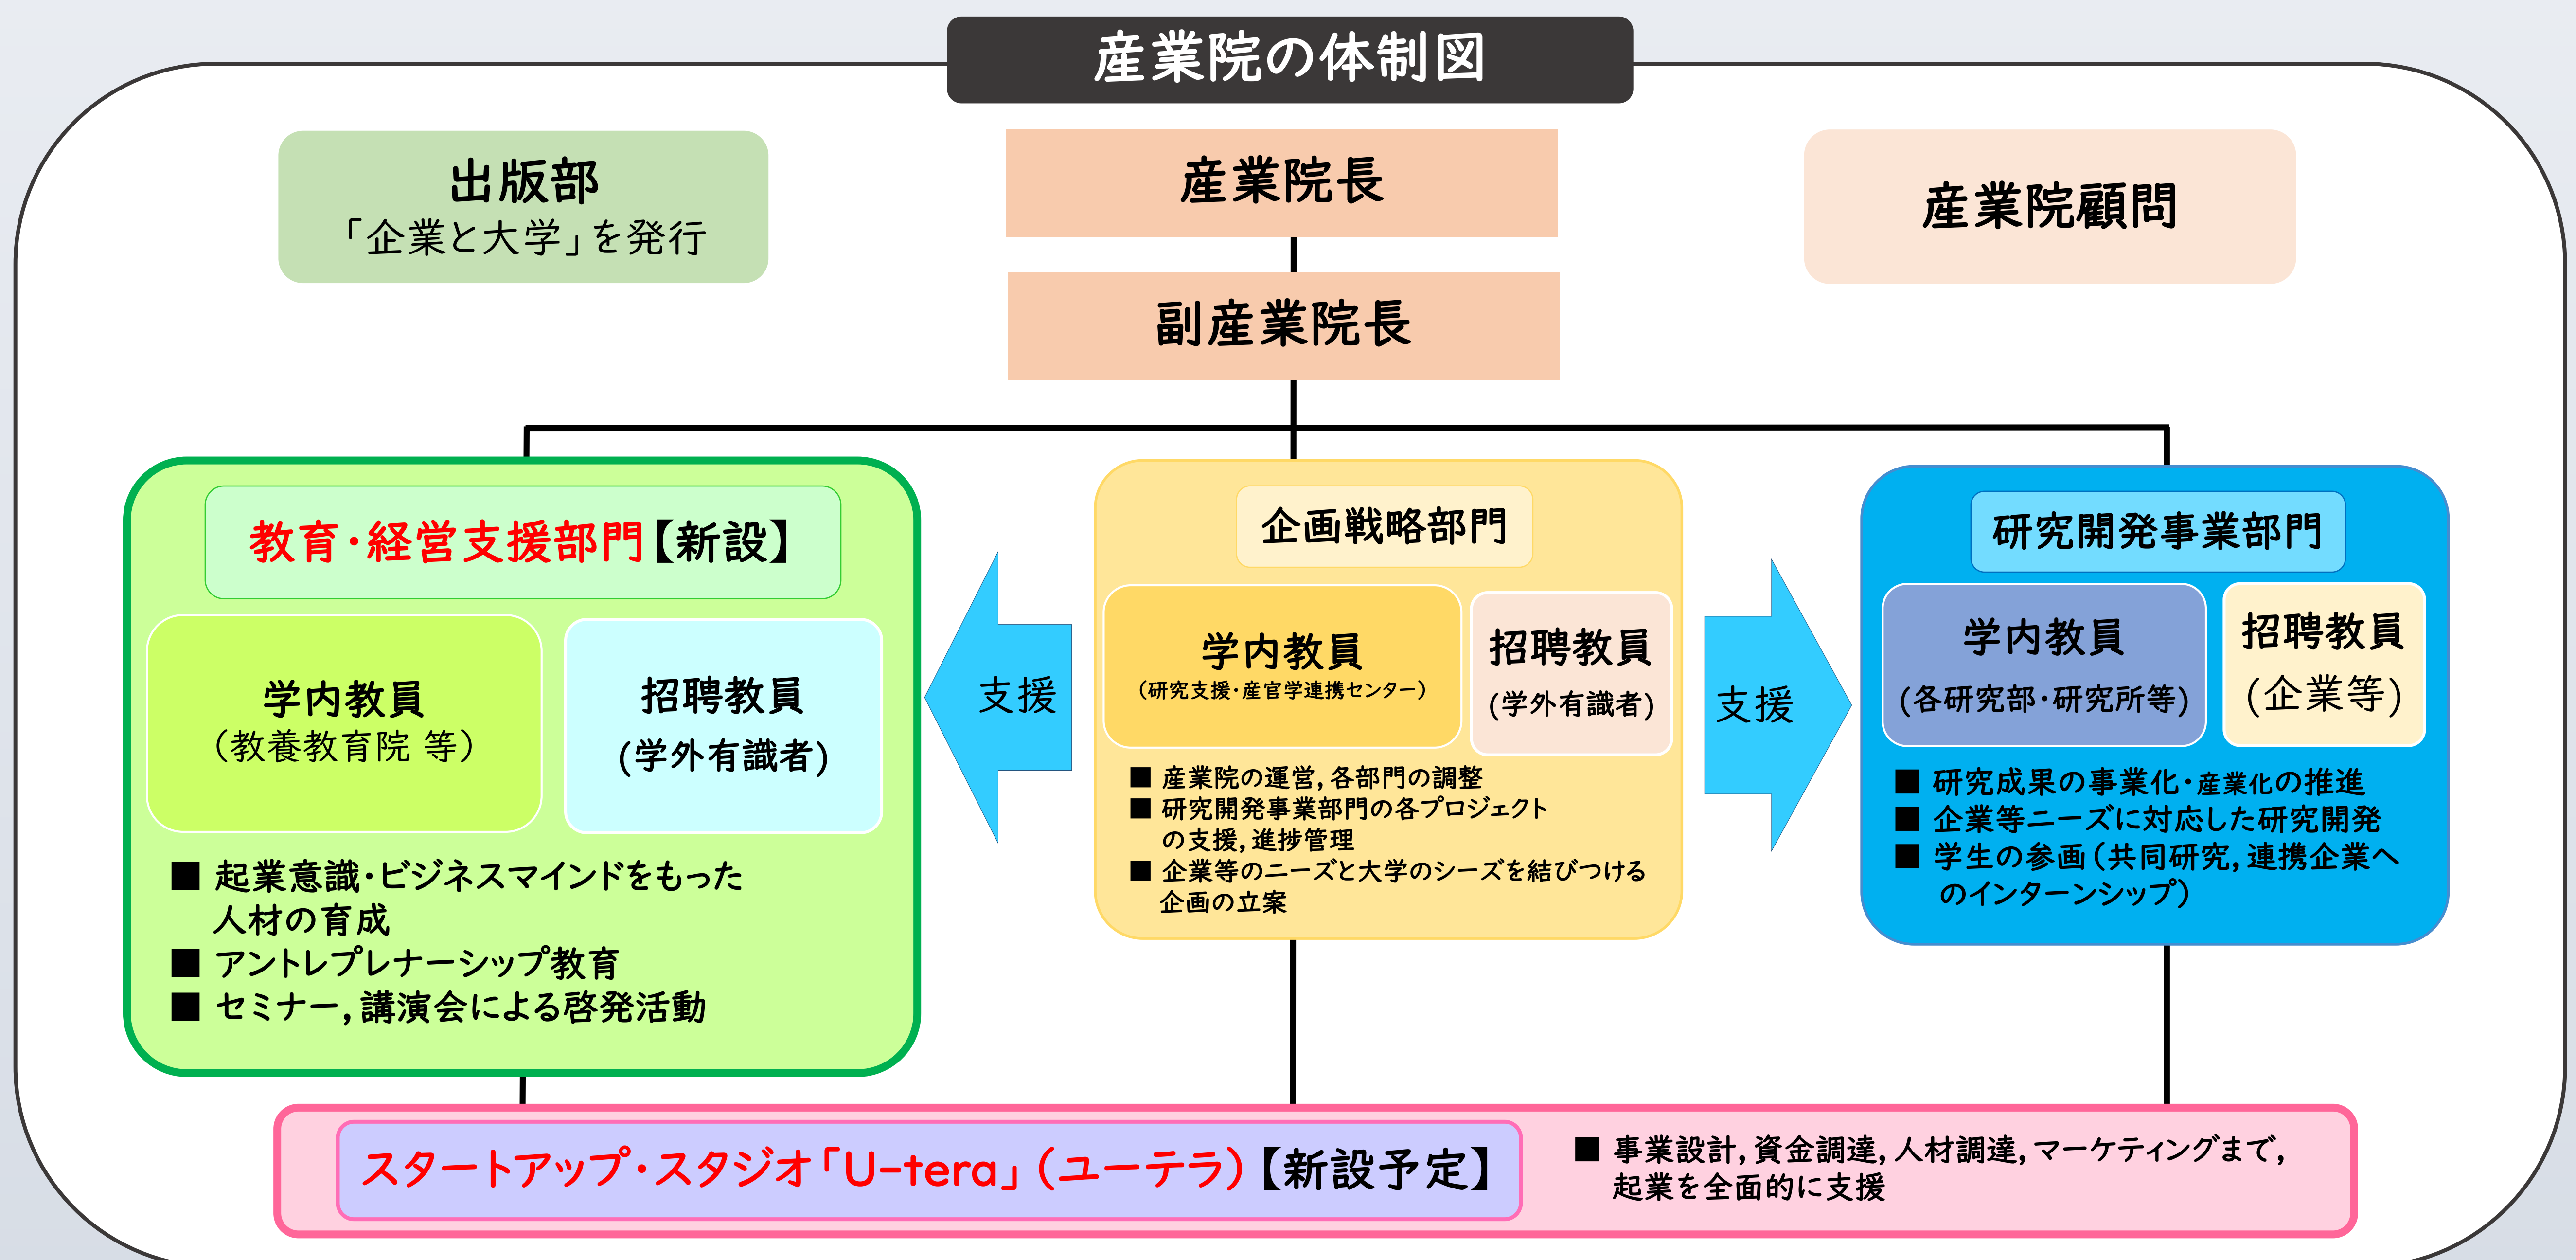 産業院の体制図
出版部
「企業と大学」を発行
産業院長
産業院顧問
副産業院長
教育・経営支援部門【新設】
学内教員
（教養教育院 等）
招聘教員
(学外有識者)
■ 起業意識・ビジネスマインドをもった
人材の育成
■ アントレプレナーシップ教育
■ セミナー，講演会による啓発活動
支援
企画戦略部門
学内教員
（研究支援・産官学連携センター）
招聘教員
(学外有識者)
■ 産業院の運営，各部門の調整
■ 研究開発事業部門の各プロジェクト
の支援，進捗管理
■ 企業等のニーズと大学のシーズを結びつける
企画の立案
支援
研究開発事業部門
学内教員
(各研究部・研究所等)
招聘教員
(企業等)
■ 研究成果の事業化・産業化の推進
■ 企業等ニーズに対応した研究開発
■ 学生の参画（共同研究，連携企業へ
のインターンシップ）
スタートアップ・スタジオ「U-tera」（ユーテラ）【新設予定】
■ 事業設計，資金調達，人材調達，マーケティングまで，
起業を全面的に支援